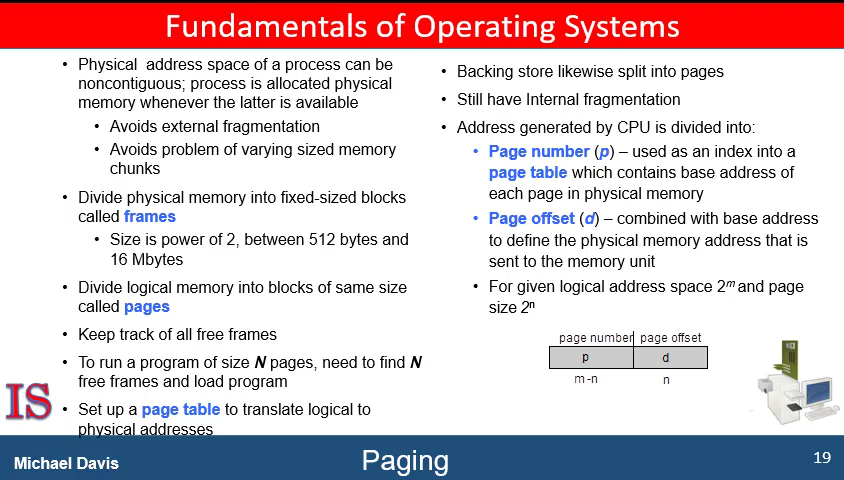 Fundamentals of Operating Systems
• Physical address space of a process can be
noncontiguous; process is allocated physical
memory whenever the latter is available
• Avoids external fragmentation
• Avoids problem of varying sized memory
chunks
• Divide physical memory into fixed-sized blocks
called frames
• Size is power of 2, between 512 bytes and
16 Mbytes
• Divide logical memory into blocks of same size
called pages
• Keep track of all free frames
• To run a program of size N pages, need to find N
free frames and load program
• Set up a page table to translate logical to
physical addresses
• Backing store likewise split into pages
• Still have Internal fragmentation
• Address generated by CPU is divided into:
• Page number (p) – used as an index into a
page table which contains base address of
each page in physical memory
• Page offset (d) – combined with base address
to define the physical memory address that is
sent to the memory unit
• For given logical address space 2ᵐ and page
size 2ⁿ
page number page offset
p d
m -n n
IS
Michael Davis
Paging
19